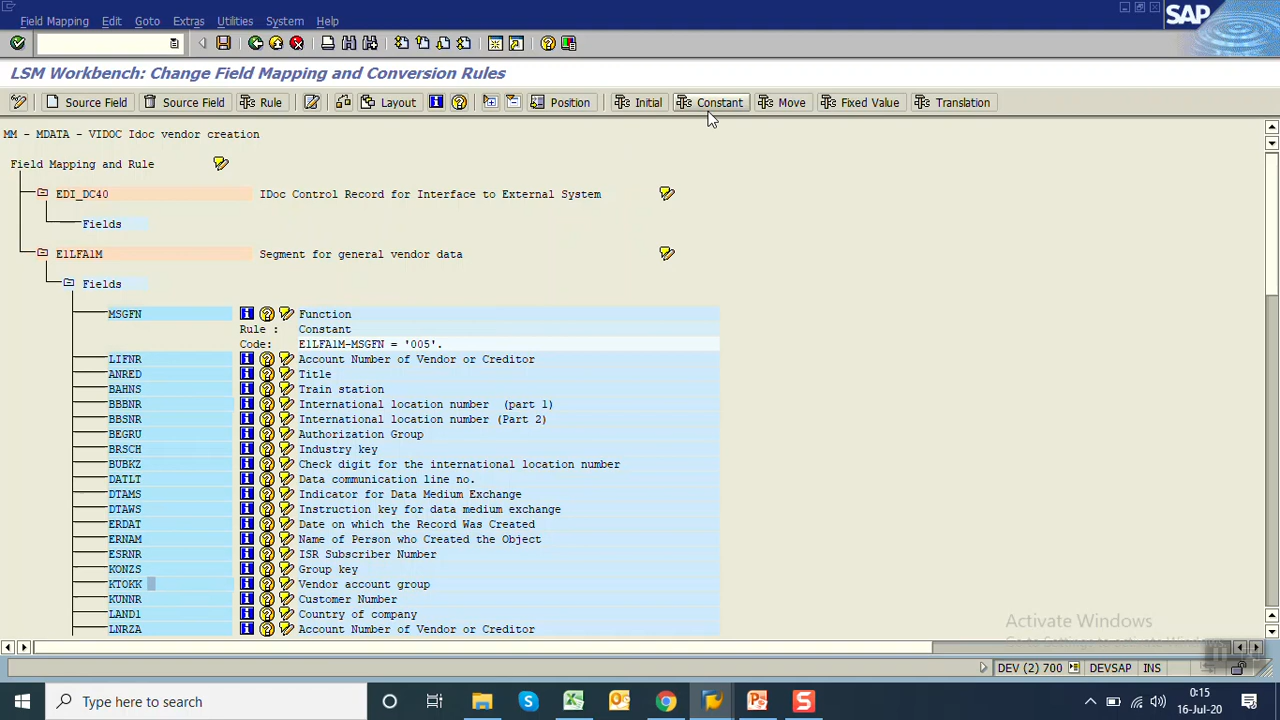 Field Mapping Edit Goto Extras Utilities System Help
SAP
LSM Workbench: Change Field Mapping and Conversion Rules
Source Field Source Field Rule Layout Position Initial Constant Move Fixed Value Translation
MM - MDATA - VIDOC Idoc vendor creation
Field Mapping and Rule
EDI_DC40 IDoc Control Record for Interface to External System
Fields
E1LFA1M Segment for general vendor data
Fields
MSGFN Function
Rule : Constant
Code: E1LFA1M-MSGFN = '005'.
LIFNR Account Number of Vendor or Creditor
ANRED Title
BAHNS Train station
BBBNR International location number (part 1)
BBSNR International location number (Part 2)
BEGRU Authorization Group
BRSCH Industry key
BUBKZ Check digit for the international location number
DATLT Data communication line no.
DTAMS Indicator for Data Medium Exchange
DTAWS Instruction key for data medium exchange
ERDAT Date on which the Record Was Created
ERNAM Name of Person who Created the Object
ESRNR ISR Subscriber Number
KONZS Group key
KTOKK Vendor account group
KUNNR Customer Number
LAND1 Country of company
LNRZA Account Number of Vendor or Creditor
Activate Windows
Go to Settings to activate Windows.
DEV (2) 700 DEVSAP INS
Type here to search
0:15
16-Jul-20